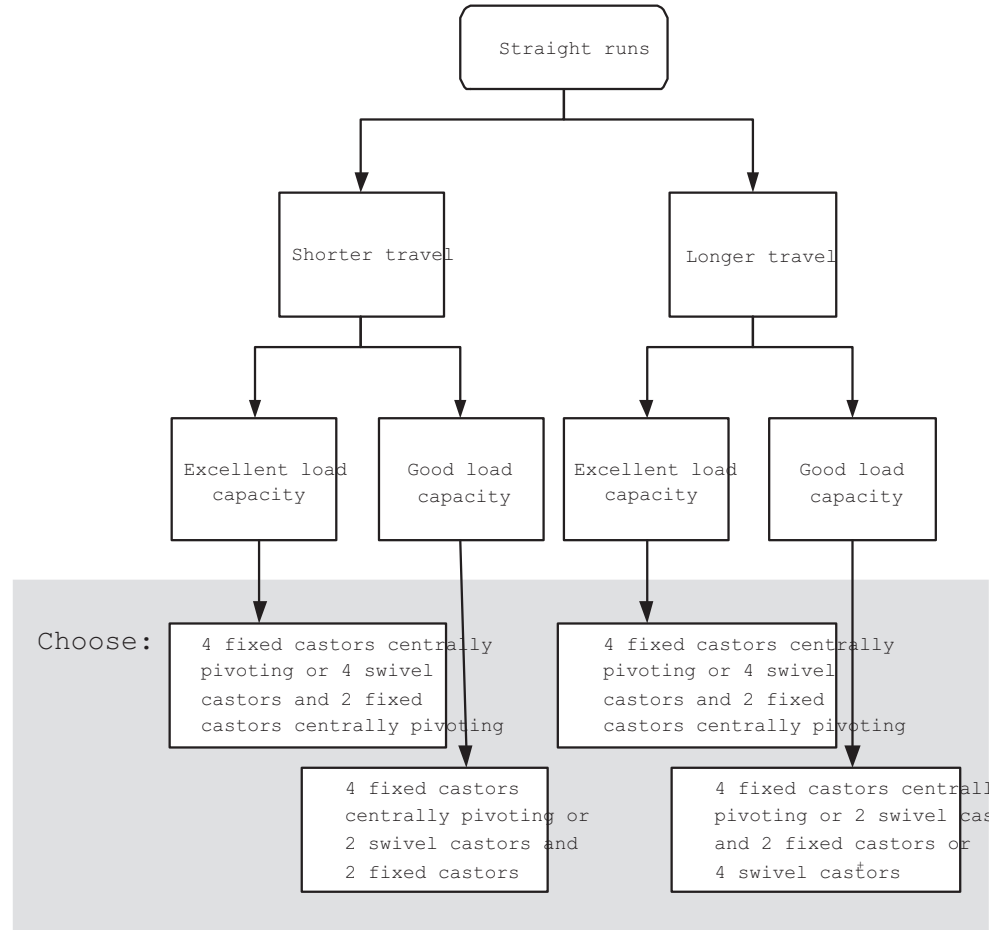 Straight runs
Shorter travel
Longer travel
Excellent load
capacity
Good load
capacity
Excellent load
capacity
Good load
capacity
Choose:
4 fixed castors centrally
pivoting or 4 swivel
castors and 2 fixed
castors centrally pivoting
4 fixed castors centrally
pivoting or 4 swivel
castors and 2 fixed
castors centrally pivoting
4 fixed castors
centrally pivoting or
2 swivel castors and
2 fixed castors
4 fixed castors centrall
pivoting or 2 swivel cas
and 2 fixed castors or
4 swivel castors